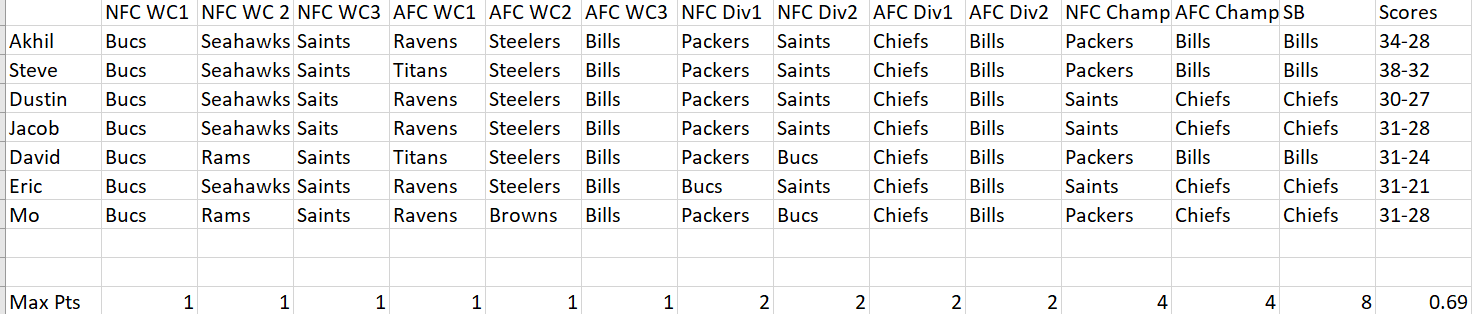 NFC WC1 NFC WC 2 NFC WC3 AFC WC1 AFC WC2 AFC WC3 NFC Div1 NFC Div2 AFC Div1 AFC Div2 NFC Champ AFC Champ SB Scores
Akhil Bucs Seahawks Saints Ravens Steelers Bills Packers Saints Chiefs Bills Packers Bills Bills 34-28
Steve Bucs Seahawks Saints Titans Steelers Bills Packers Saints Chiefs Bills Packers Bills Bills 38-32
Dustin Bucs Seahawks Saits Ravens Steelers Bills Packers Saints Chiefs Bills Saints Chiefs Chiefs 30-27
Jacob Bucs Seahawks Saits Ravens Steelers Bills Packers Saints Chiefs Bills Saints Chiefs Chiefs 31-28
David Bucs Rams Saints Titans Steelers Bills Packers Bucs Chiefs Bills Packers Bills Bills 31-24
Eric Bucs Seahawks Saints Ravens Steelers Bills Bucs Saints Chiefs Bills Saints Chiefs Chiefs 31-21
Mo Bucs Rams Saints Ravens Browns Bills Packers Bucs Chiefs Bills Packers Chiefs Chiefs 31-28
Max Pts 1 1 1 1 1 1 2 2 2 2 4 4 8 0.69